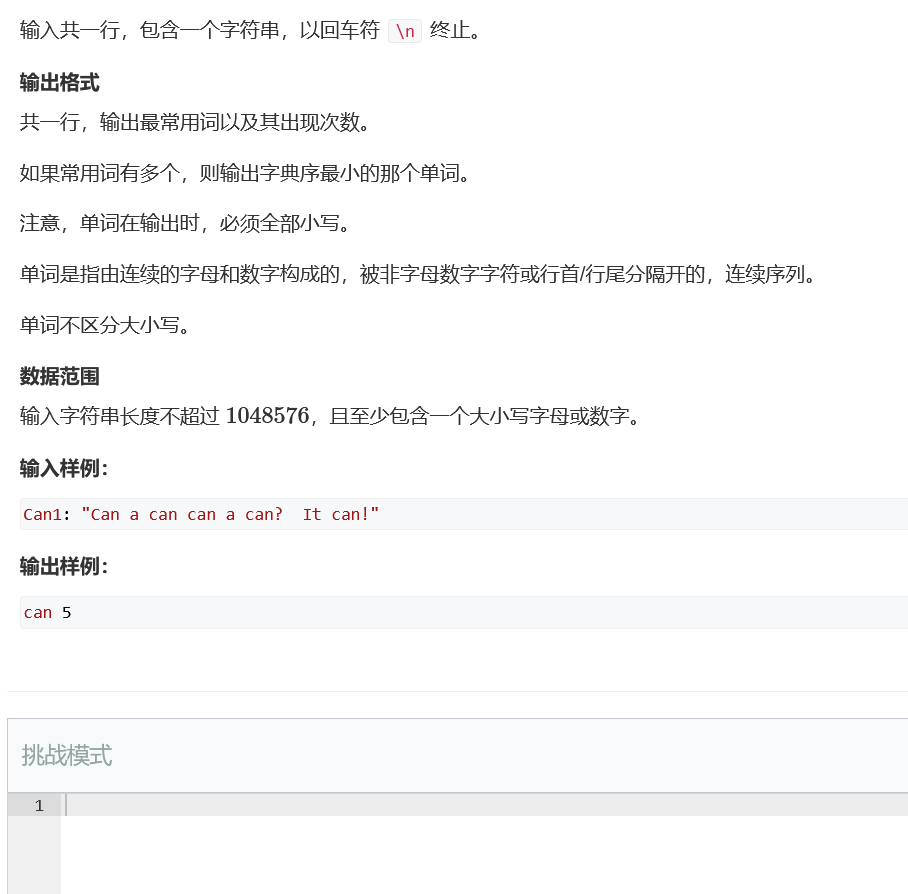 输入共一行，包含一个字符串，以回车符 \n 终止。
输出格式
共一行，输出最常用词以及其出现次数。
如果常用词有多个，则输出字典序最小的那个单词。
注意，单词在输出时，必须全部小写。
单词是指由连续的字母和数字构成的，被非字母数字字符或行首/行尾分隔开的，连续序列。
单词不区分大小写。
数据范围
输入字符串长度不超过 1048576，且至少包含一个大小写字母或数字。
输入样例：
Can1: "Can a can can a can?  It can!"
输出样例：
can 5
挑战模式
1